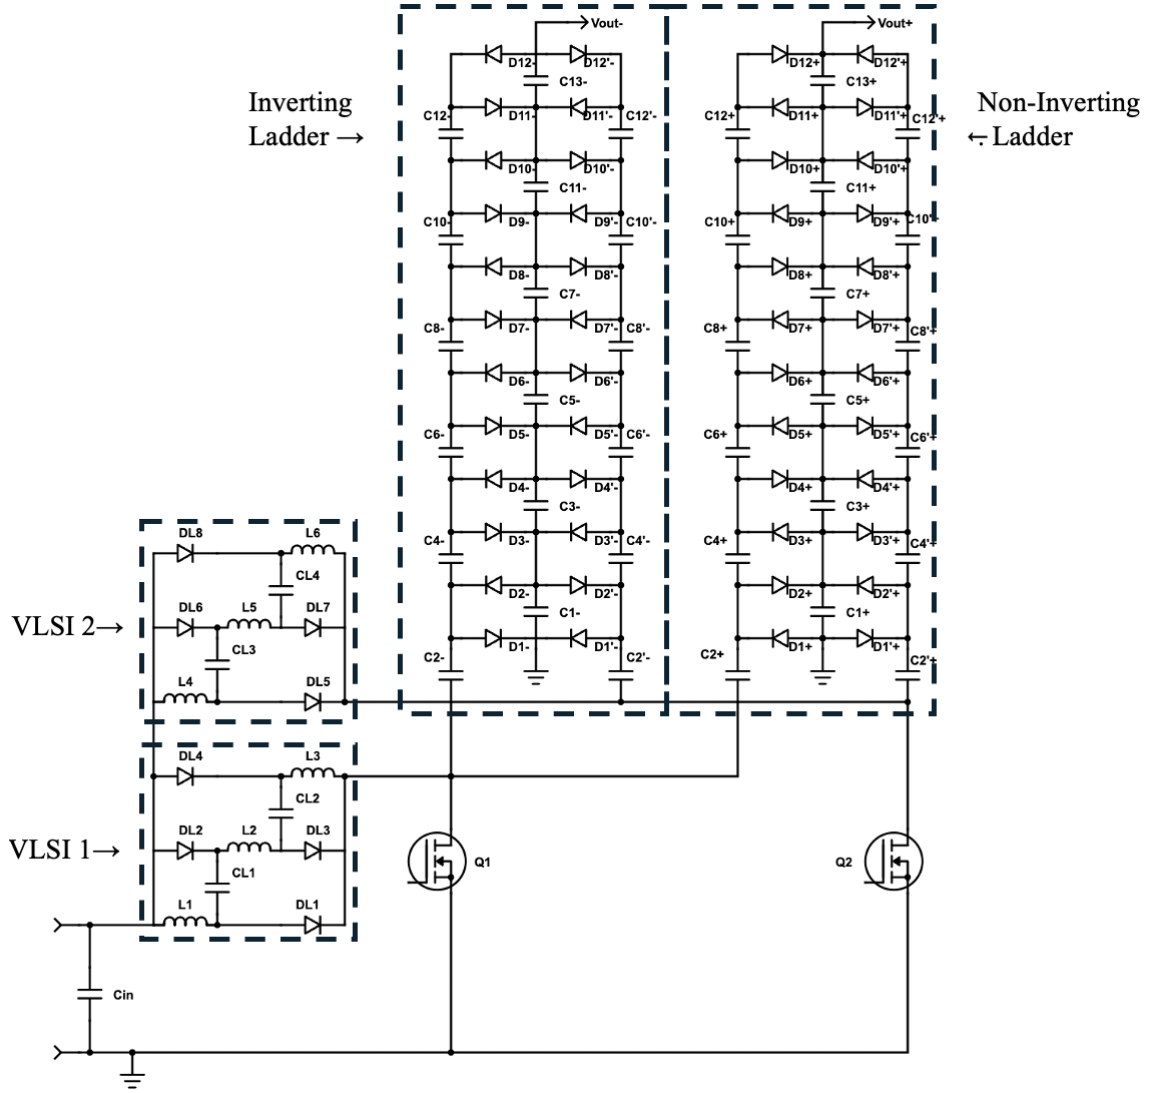 Vout- Vout+
D12- D12'- D12+ D12'+
C13- C13+
Inverting
Ladder →
Non-Inverting
← Ladder
C12- D11- D11'- C12'- C12+ D11+ D11'+ C12'+
D10- D10'- D10+ D10'+
C11- C11+
C10- D9- D9'- C10'- C10+ D9+ D9'+ C10'+
D8- D8'- D8+ D8'+
C7- C7+
C8- D7- D7'- C8'- C8+ D7+ D7'+ C8'+
D6- D6'- D6+ D6'+
C5- C5+
C6- D5- D5'- C6'- C6+ D5+ D5'+ C6'+
D4- D4'- D4+ D4'+
C3- C3+
C4- D3- D3'- C4'- C4+ D3+ D3'+ C4'+
D2- D2'- D2+ D2'+
C1- C1+
D1- D1'- D1+ D1'+
C2- C2'- C2+ C2'+
DL8 L6
CL4
VLSI 2→
DL6 L5 DL7
CL3
L4 DL5
DL4 L3
CL2
VLSI 1→
DL2 L2 DL3
CL1
L1 DL1
Q1 Q2
Cin